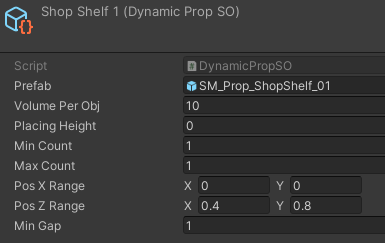 Shop Shelf 1 (Dynamic Prop SO)
Script DynamicPropSO
Prefab SM_Prop_ShopShelf_01
Volume Per Obj 10
Placing Height 0
Min Count 1
Max Count 1
Pos X Range X 0 Y 0
Pos Z Range X 0.4 Y 0.8
Min Gap 1